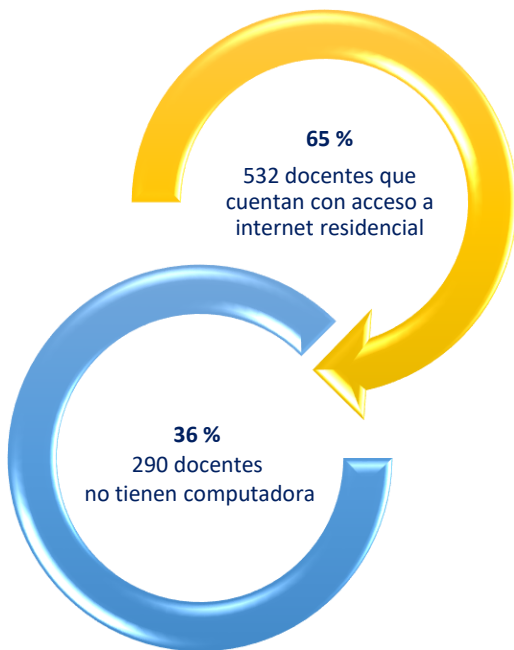 65 %
532 docentes que
cuentan con acceso a
internet residencial
36 %
290 docentes
no tienen computadora